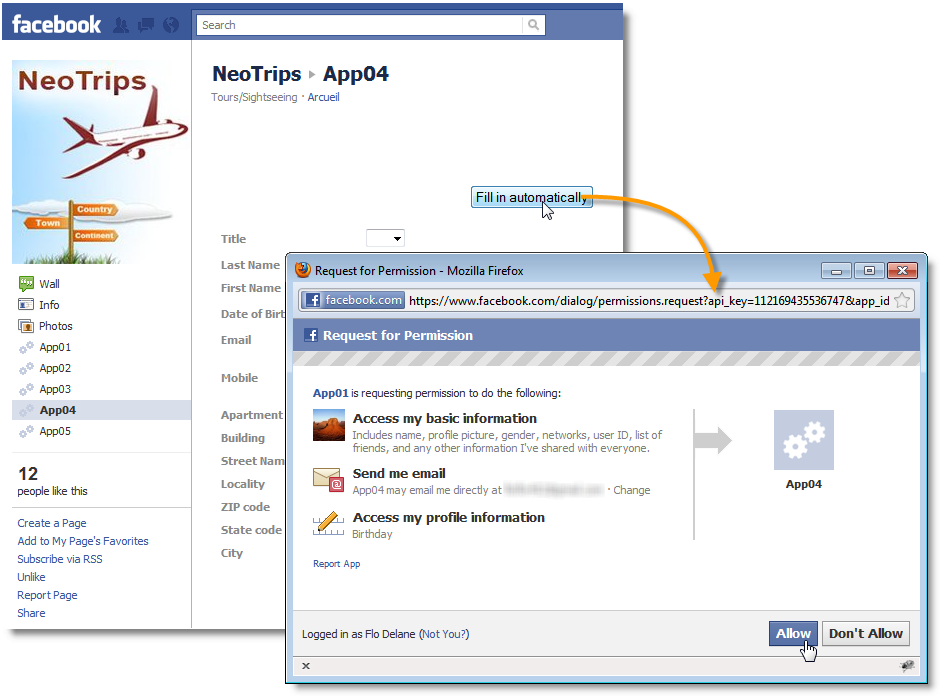 facebook
Search
NeoTrips
Country
Town
Continent
NeoTrips ▸ App04
Tours/Sightseeing · Arcueil
Fill in automatically
Wall
Info
Photos
App01
App02
App03
App04
App05
12
people like this
Create a Page
Add to My Page's Favorites
Subscribe via RSS
Unlike
Report Page
Share
Title
Last Name
First Name
Date of Birt
Email
Mobile
Apartment
Building
Street Nam
Locality
ZIP code
State code
City
Request for Permission - Mozilla Firefox
facebook.com https://www.facebook.com/dialog/permissions.request?api_key=112169435536747&app_id
Request for Permission
App01 is requesting permission to do the following:
Access my basic information
Includes name, profile picture, gender, networks, user ID, list of
friends, and any other information I've shared with everyone.
Send me email
App04 may email me directly at · Change
Access my profile information
Birthday
Report App
App04
Logged in as Flo Delane (Not You?)
Allow
Don't Allow